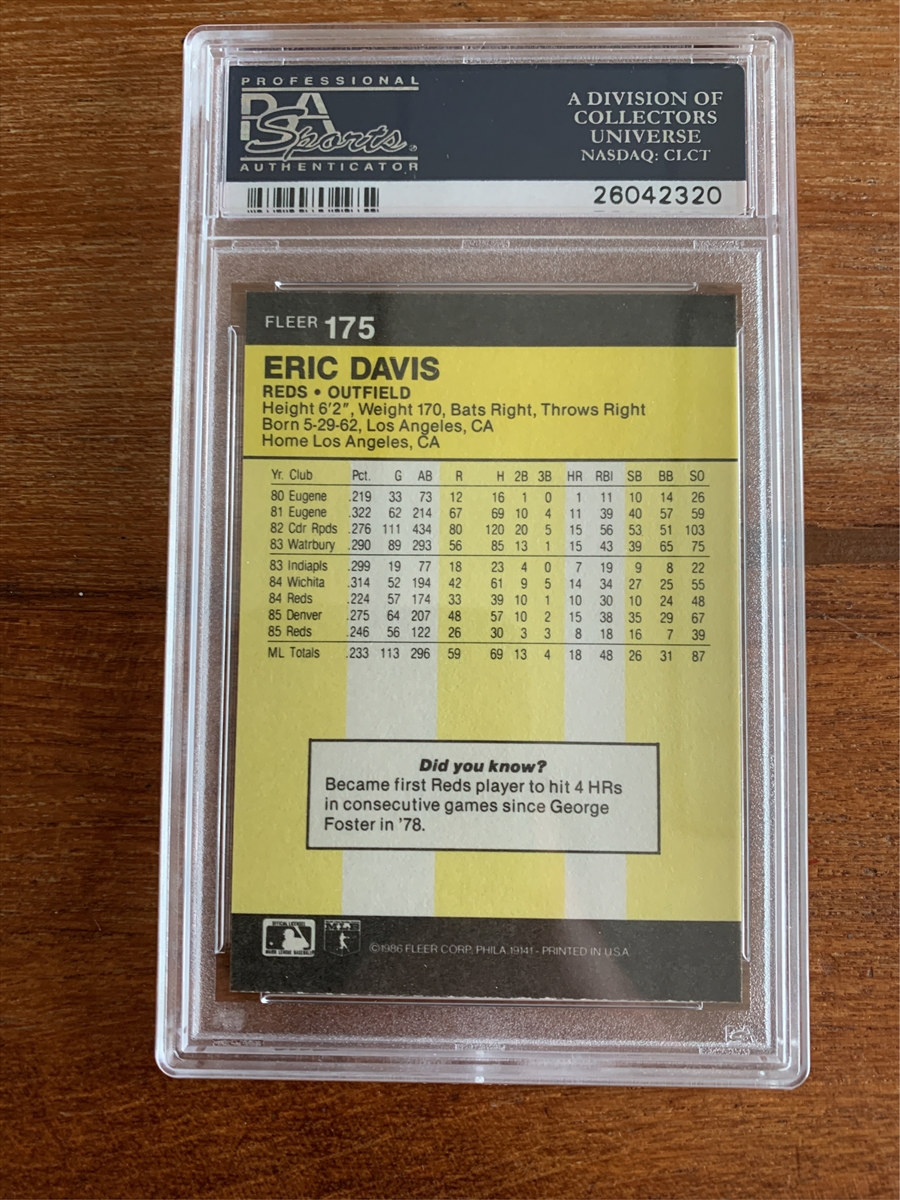 PROFESSIONAL
PSA
Sports®
AUTHENTICATOR
A DIVISION OF
COLLECTORS
UNIVERSE
NASDAQ: CLCT
26042320
FLEER 175
ERIC DAVIS
REDS • OUTFIELD
Height 6'2", Weight 170, Bats Right, Throws Right
Born 5-29-62, Los Angeles, CA
Home Los Angeles, CA
Yr. Club Pct. G AB R H 2B 3B HR RBI SB BB SO
80 Eugene .219 33 73 12 16 1 0 1 11 10 14 26
81 Eugene .322 62 214 67 69 10 4 11 39 40 57 59
82 Cdr Rpds .276 111 434 80 120 20 5 15 56 53 51 103
83 Watrbury .290 89 293 56 85 13 1 15 43 39 65 75
83 Indiapls .299 19 77 18 23 4 0 7 19 9 8 22
84 Wichita .314 52 194 42 61 9 5 14 34 27 25 55
84 Reds .224 57 174 33 39 10 1 10 30 10 24 48
85 Denver .275 64 207 48 57 10 2 15 38 35 29 67
85 Reds .246 56 122 26 30 3 3 8 18 16 7 39
ML Totals .233 113 296 59 69 13 4 18 48 26 31 87
Did you know?
Became first Reds player to hit 4 HRs
in consecutive games since George
Foster in '78.
©1986 FLEER CORP. PHILA. 19141 - PRINTED IN U.S.A.